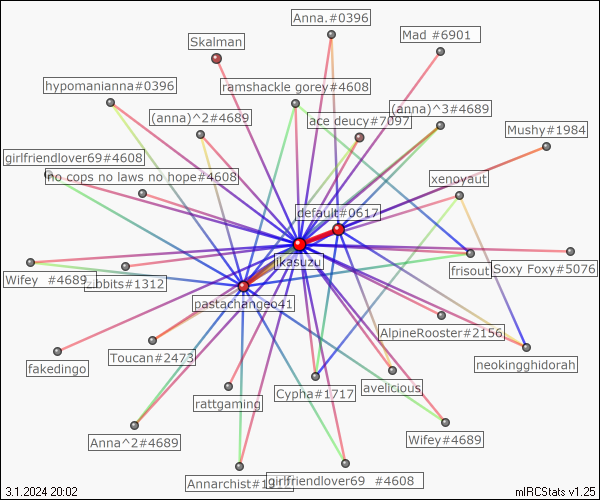 Anna.#0396
Mad #6901
Skalman
hypomanianna#0396
ramshackle gorey#4608
(anna)^2#4689
ace deucy#7097
(anna)^3#4689
Mushy#1984
girlfriendlover69#4608
no cops no laws no hope#4608
xenoyaut
default#0617
ikasuzu
frisout
Soxy Foxy#5076
Wifey #4689
zibbits#1312
pastachangeo41
AlpineRooster#2156
Toucan#2473
neokingghidorah
fakedingo
rattgaming
Cypha#1717
avelicious
Anna^2#4689
Wifey#4689
Annarchist#1
girlfriendlover69 #4608
3.1.2024 20:02
mIRCStats v1.25